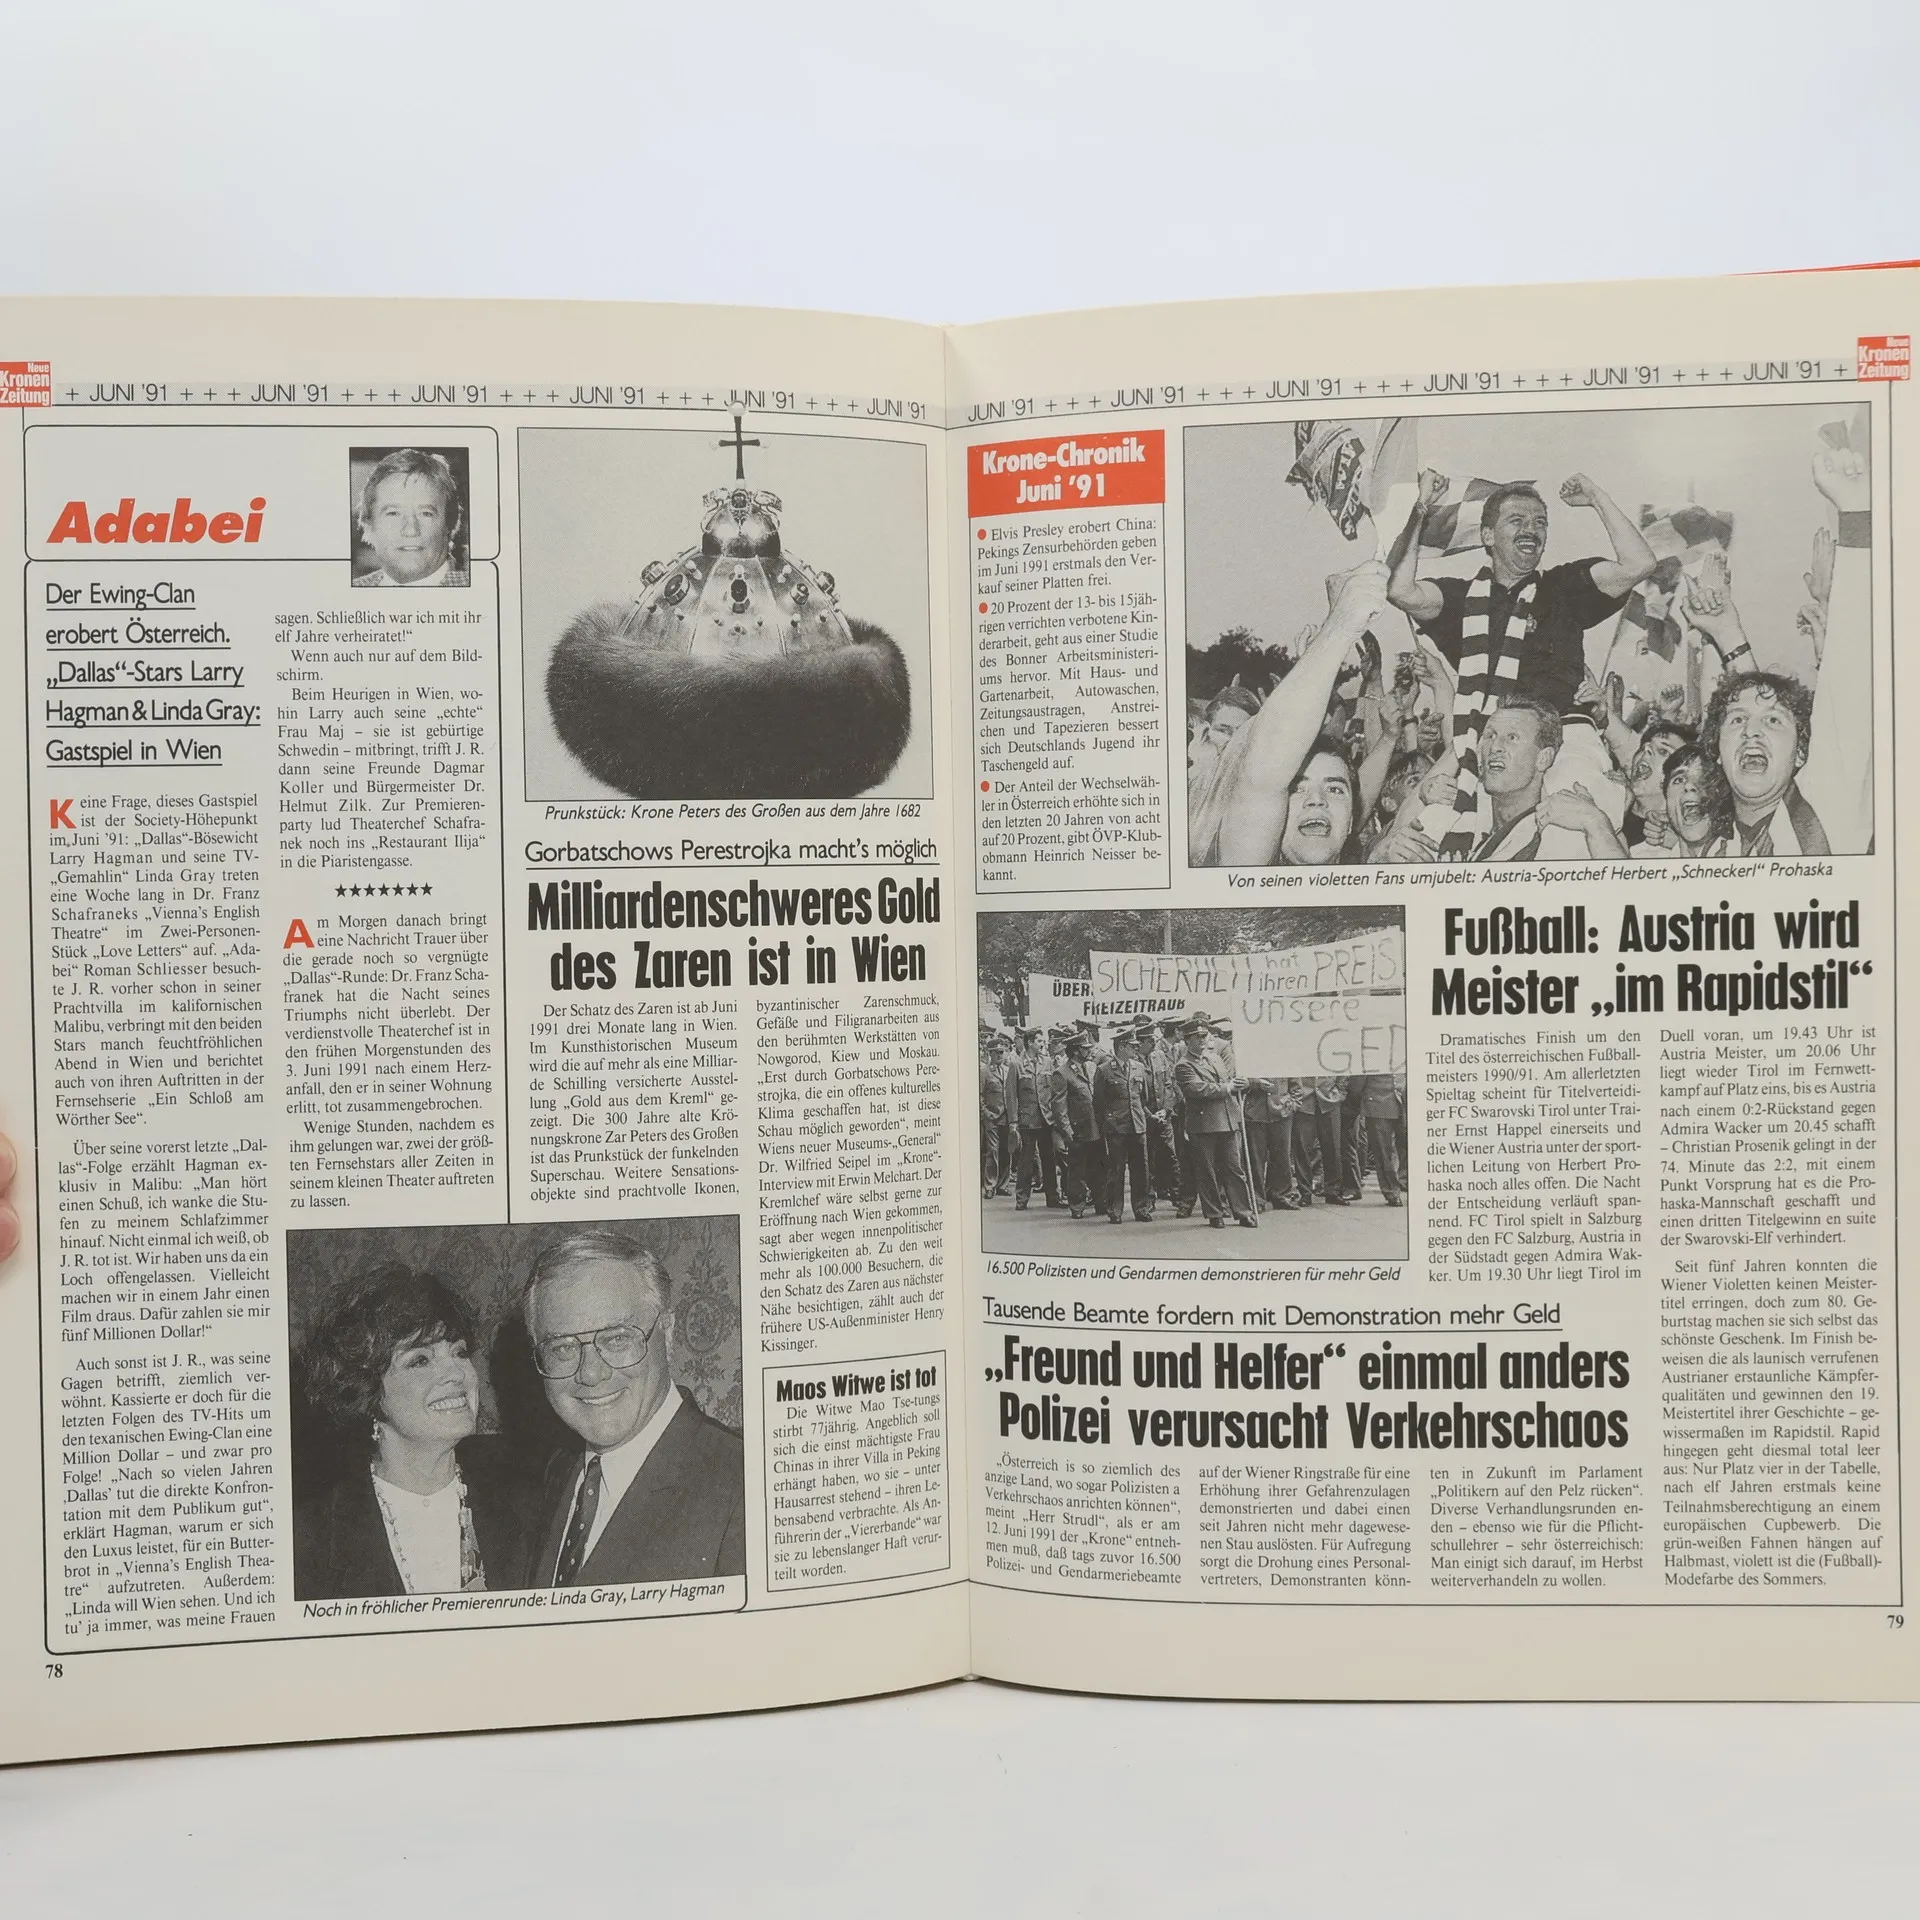 Neue
Kronen
Zeitung
+ JUNI '91 + + + JUNI '91 + + + JUNI '91 + + + JUNI '91 + + + JUNI '91 + + + JUNI '91
Adabei
Der Ewing-Clan
erobert Österreich.
„Dallas“-Stars Larry
Hagman & Linda Gray:
Gastspiel in Wien
Keine Frage, dieses Gastspiel
ist der Society-Höhepunkt
im Juni '91: „Dallas“-Bösewicht
Larry Hagman und seine TV-
„Gemahlin“ Linda Gray treten
eine Woche lang in Dr. Franz
Schafraneks „Vienna's English
Theatre“ im Zwei-Personen-
Stück „Love Letters“ auf. „Ada-
bei“ Roman Schliesser besuch-
te J. R. vorher schon in seiner
Prachtvilla im kalifornischen
Malibu, verbringt mit den beiden
Stars manch feuchtfröhlichen
Abend in Wien und berichtet
auch von ihren Auftritten in der
Fernsehserie „Ein Schloß am
Wörther See“.
Über seine vorerst letzte „Dal-
las“-Folge erzählt Hagman ex-
klusiv in Malibu: „Man hört
einen Schuß, ich wanke die Stu-
fen zu meinem Schlafzimmer
hinauf. Nicht einmal ich weiß, ob
J. R. tot ist. Wir haben uns da ein
Loch offengelassen. Vielleicht
machen wir in einem Jahr einen
Film draus. Dafür zahlen sie mir
fünf Millionen Dollar!“
Auch sonst ist J. R., was seine
Gagen betrifft, ziemlich ver-
wöhnt. Kassierte er doch für die
letzten Folgen des TV-Hits um
den texanischen Ewing-Clan eine
Million Dollar – und zwar pro
Folge! „Nach so vielen Jahren
‚Dallas' tut die direkte Konfron-
tation mit dem Publikum gut“,
erklärt Hagman, warum er sich
den Luxus leistet, für ein Butter-
brot in „Vienna's English Thea-
tre“ aufzutreten. Außerdem:
„Linda will Wien sehen. Und ich
tu' ja immer, was meine Frauen
sagen. Schließlich war ich mit ihr
elf Jahre verheiratet!“
Wenn auch nur auf dem Bild-
schirm.
Beim Heurigen in Wien, wo-
hin Larry auch seine „echte“
Frau Maj – sie ist gebürtige
Schwedin – mitbringt, trifft J. R.
dann seine Freunde Dagmar
Koller und Bürgermeister Dr.
Helmut Zilk. Zur Premieren-
party lud Theaterchef Schafra-
nek noch ins „Restaurant Ilija“
in die Piaristengasse.
★★★★★★★
Am Morgen danach bringt
eine Nachricht Trauer über
die gerade noch so vergnügte
„Dallas“-Runde: Dr. Franz Scha-
franek hat die Nacht seines
Triumphs nicht überlebt. Der
verdienstvolle Theaterchef ist in
den frühen Morgenstunden des
3. Juni 1991 nach einem Herz-
anfall, den er in seiner Wohnung
erlitt, tot zusammengebrochen.
Wenige Stunden, nachdem es
ihm gelungen war, zwei der größ-
ten Fernsehstars aller Zeiten in
seinem kleinen Theater auftreten
zu lassen.
Noch in fröhlicher Premierenrunde: Linda Gray, Larry Hagman
78
Prunkstück: Krone Peters des Großen aus dem Jahre 1682
Gorbatschows Perestrojka macht's möglich
Milliardenschweres Gold
des Zaren ist in Wien
Der Schatz des Zaren ist ab Juni
1991 drei Monate lang in Wien.
Im Kunsthistorischen Museum
wird die auf mehr als eine Milliar-
de Schilling versicherte Ausstel-
lung „Gold aus dem Kreml“ ge-
zeigt. Die 300 Jahre alte Krö-
nungskrone Zar Peters des Großen
ist das Prunkstück der funkelnden
Superschau. Weitere Sensations-
objekte sind prachtvolle Ikonen,
byzantinischer Zarenschmuck,
Gefäße und Filigranarbeiten aus
den berühmten Werkstätten von
Nowgorod, Kiew und Moskau.
„Erst durch Gorbatschows Pere-
strojka, die ein offenes kulturelles
Klima geschaffen hat, ist diese
Schau möglich geworden“, meint
Wiens neuer Museums-„General“
Dr. Wilfried Seipel im „Krone“-
Interview mit Erwin Melchart. Der
Kremlchef wäre selbst gerne zur
Eröffnung nach Wien gekommen,
sagt aber wegen innenpolitischer
Schwierigkeiten ab. Zu den weit
mehr als 100.000 Besuchern, die
den Schatz des Zaren aus nächster
Nähe besichtigen, zählt auch der
frühere US-Außenminister Henry
Kissinger.
Maos Witwe ist tot
Die Witwe Mao Tse-tungs
stirbt 77jährig. Angeblich soll
sich die einst mächtigste Frau
Chinas in ihrer Villa in Peking
erhängt haben, wo sie – unter
Hausarrest stehend – ihren Le-
bensabend verbrachte. Als An-
führerin der „Viererbande“ war
sie zu lebenslanger Haft verur-
teilt worden.
JUNI '91 + + + JUNI '91 + + + JUNI '91 + + + JUNI '91 + + + JUNI '91 + + + JUNI '91 +
Neue
Kronen
Zeitung
Krone-Chronik
Juni '91
● Elvis Presley erobert China:
Pekings Zensurbehörden geben
im Juni 1991 erstmals den Ver-
kauf seiner Platten frei.
● 20 Prozent der 13- bis 15jäh-
rigen verrichten verbotene Kin-
derarbeit, geht aus einer Studie
des Bonner Arbeitsministeri-
ums hervor. Mit Haus- und
Gartenarbeit, Autowaschen,
Zeitungsaustragen, Anstrei-
chen und Tapezieren bessert
sich Deutschlands Jugend ihr
Taschengeld auf.
● Der Anteil der Wechselwäh-
ler in Österreich erhöhte sich in
den letzten 20 Jahren von acht
auf 20 Prozent, gibt ÖVP-Klub-
obmann Heinrich Neisser be-
kannt.
Von seinen violetten Fans umjubelt: Austria-Sportchef Herbert „Schneckerl“ Prohaska
SICHERHEIT hat
ihren PREIS
ÜBER
FREIZEITRAUB
Unsere
GED
16.500 Polizisten und Gendarmen demonstrieren für mehr Geld
Tausende Beamte fordern mit Demonstration mehr Geld
„Freund und Helfer“ einmal anders
Polizei verursacht Verkehrschaos
„Österreich is so ziemlich des
anzige Land, wo sogar Polizisten a
Verkehrschaos anrichten können“,
meint „Herr Strudl“, als er am
12. Juni 1991 der „Krone“ entneh-
men muß, daß tags zuvor 16.500
Polizei- und Gendarmeriebeamte
auf der Wiener Ringstraße für eine
Erhöhung ihrer Gefahrenzulagen
demonstrierten und dabei einen
seit Jahren nicht mehr dagewese-
nen Stau auslösten. Für Aufregung
sorgt die Drohung eines Personal-
vertreters, Demonstranten könn-
ten in Zukunft im Parlament
„Politikern auf den Pelz rücken“.
Diverse Verhandlungsrunden en-
den – ebenso wie für die Pflicht-
schullehrer – sehr österreichisch:
Man einigt sich darauf, im Herbst
weiterverhandeln zu wollen.
Fußball: Austria wird
Meister „im Rapidstil“
Dramatisches Finish um den
Titel des österreichischen Fußball-
meisters 1990/91. Am allerletzten
Spieltag scheint für Titelverteidi-
ger FC Swarovski Tirol unter Trai-
ner Ernst Happel einerseits und
die Wiener Austria unter der sport-
lichen Leitung von Herbert Pro-
haska noch alles offen. Die Nacht
der Entscheidung verläuft span-
nend. FC Tirol spielt in Salzburg
gegen den FC Salzburg, Austria in
der Südstadt gegen Admira Wak-
ker. Um 19.30 Uhr liegt Tirol im
Duell voran, um 19.43 Uhr ist
Austria Meister, um 20.06 Uhr
liegt wieder Tirol im Fernwett-
kampf auf Platz eins, bis es Austria
nach einem 0:2-Rückstand gegen
Admira Wacker um 20.45 schafft
– Christian Prosenik gelingt in der
74. Minute das 2:2, mit einem
Punkt Vorsprung hat es die Pro-
haska-Mannschaft geschafft und
einen dritten Titelgewinn en suite
der Swarovski-Elf verhindert.
Seit fünf Jahren konnten die
Wiener Violetten keinen Meister-
titel erringen, doch zum 80. Ge-
burtstag machen sie sich selbst das
schönste Geschenk. Im Finish be-
weisen die als launisch verrufenen
Austrianer erstaunliche Kämpfer-
qualitäten und gewinnen den 19.
Meistertitel ihrer Geschichte – ge-
wissermaßen im Rapidstil. Rapid
hingegen geht diesmal total leer
aus: Nur Platz vier in der Tabelle,
nach elf Jahren erstmals keine
Teilnahmsberechtigung an einem
europäischen Cupbewerb. Die
grün-weißen Fahnen hängen auf
Halbmast, violett ist die (Fußball)-
Modefarbe des Sommers.
79